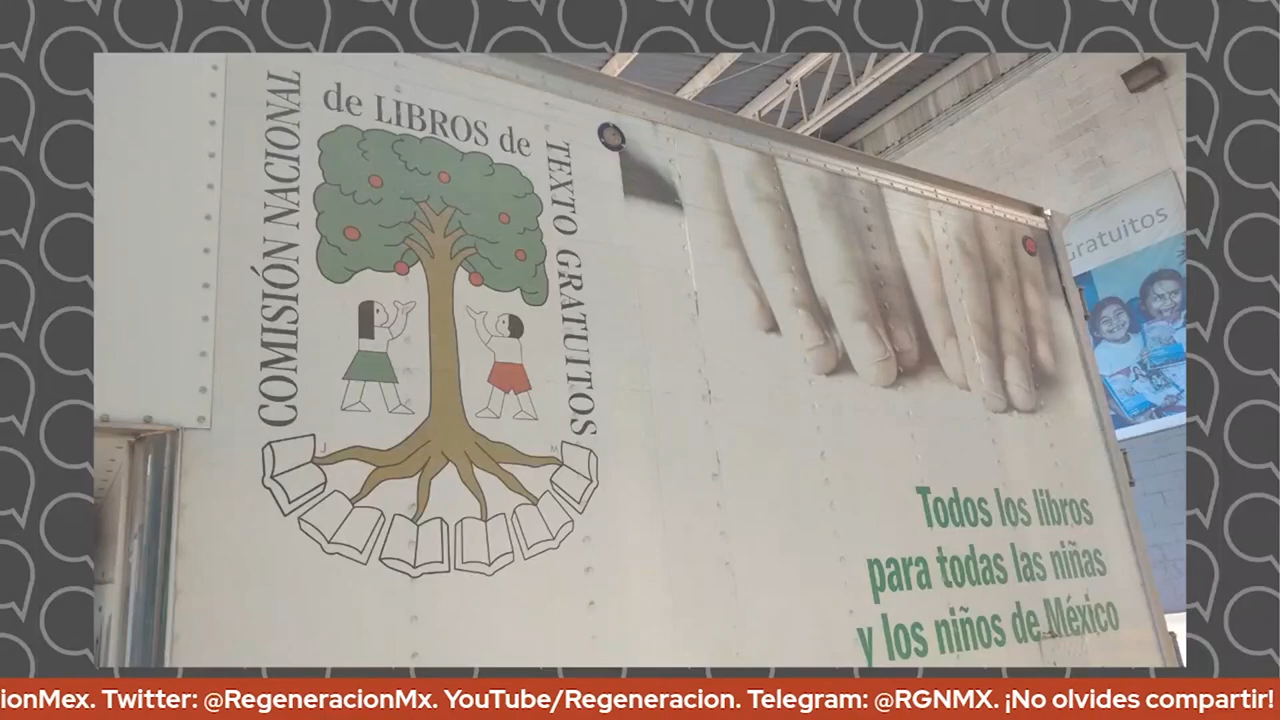 COMISIÓN NACIONAL
de LIBROS de
TEXTO GRATUITOS
J
M
Gratuitos
Todos los libros
para todas las niñas
y los niños de México
ionMex. Twitter: @RegeneracionMx. YouTube/Regeneracion. Telegram: @RGNMX. ¡No olvides compartir!